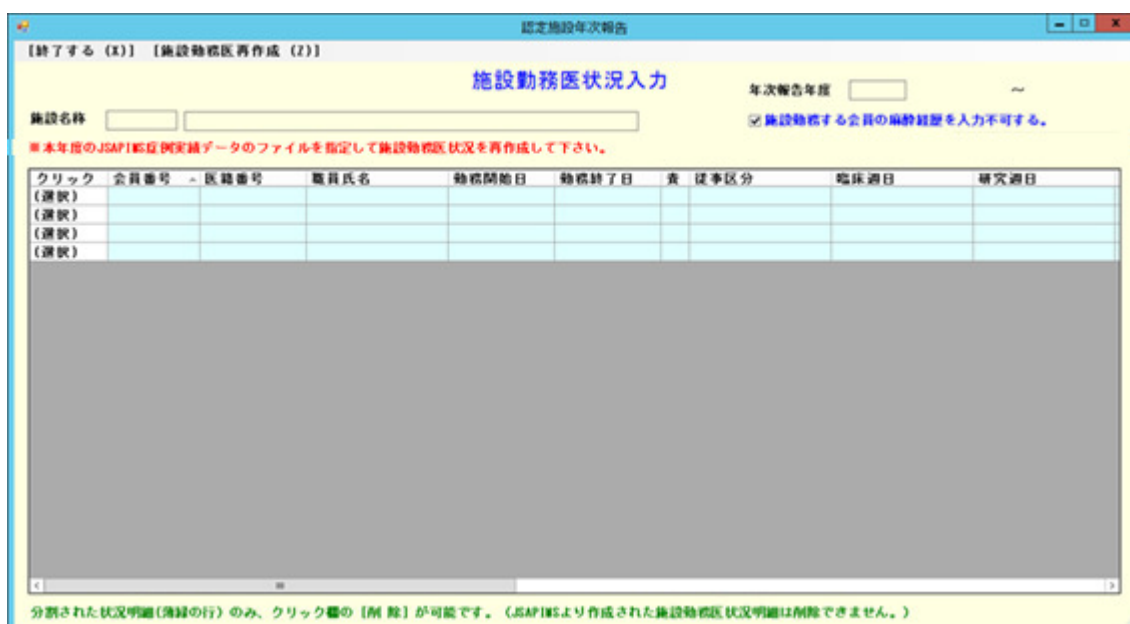 認定施設年次報告
[終了する (X)] [施設勤務医再作成 (Z)]
施設勤務医状況入力
年次報告年度 ～
施設名称
施設勤務する会員の麻酔経歴を入力不可する。
※本年度のJSAPIMS症例実績データのファイルを指定して施設勤務医状況を再作成して下さい。
クリック 会員番号 医籍番号 職員氏名 勤務開始日 勤務終了日 責 従事区分 臨床週日 研究週日
(選択)
(選択)
(選択)
(選択)
分割された状況明細(薄緑の行) のみ、クリック欄の [削 除] が可能です。 (JSAPIMSより作成された施設勤務医状況明細は削除できません。)